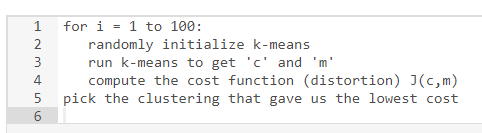 1 for i = 1 to 100:
2    randomly initialize k-means
3    run k-means to get 'c' and 'm'
4    compute the cost function (distortion) J(c,m)
5 pick the clustering that gave us the lowest cost
6